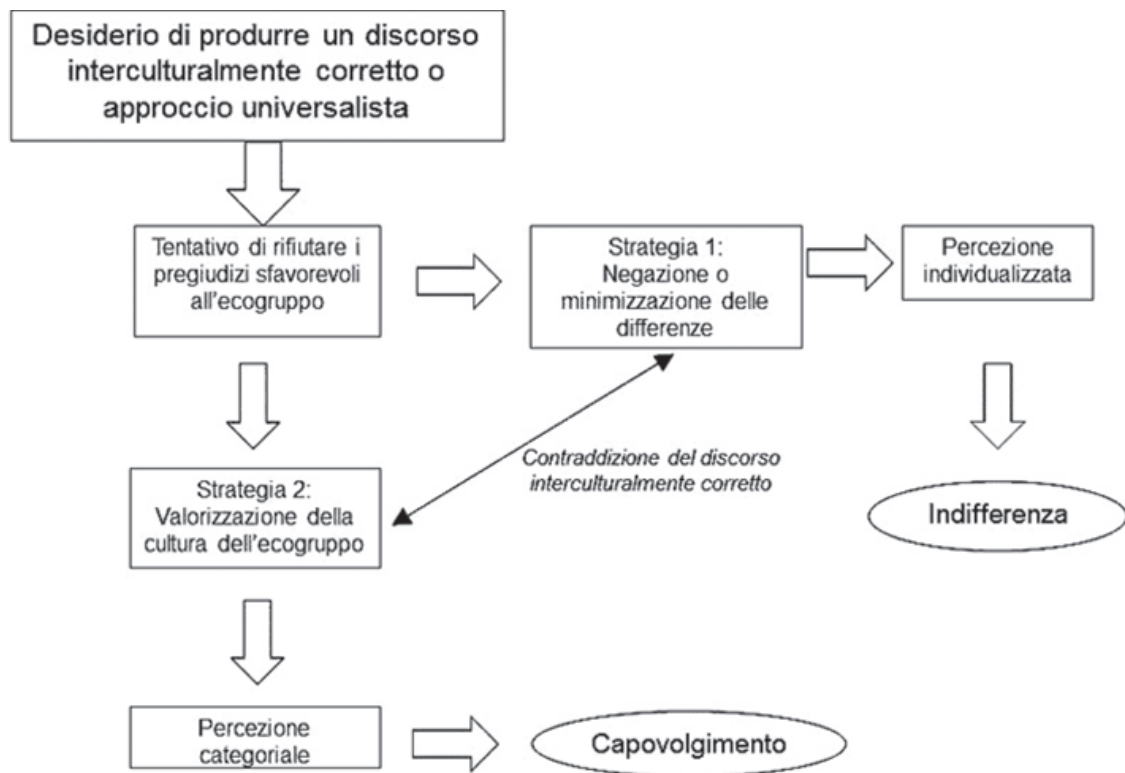 Desiderio di produrre un discorso
interculturalmente corretto o
approccio universalista
Tentativo di rifiutare i
pregiudizi sfavorevoli
all'ecogruppo
Strategia 1:
Negazione o
minimizzazione delle
differenze
Percezione
individualizzata
Contraddizione del discorso
interculturalmente corretto
Indifferenza
Strategia 2:
Valorizzazione della
cultura dell'ecogruppo
Percezione
categoriale
Capovolgimento